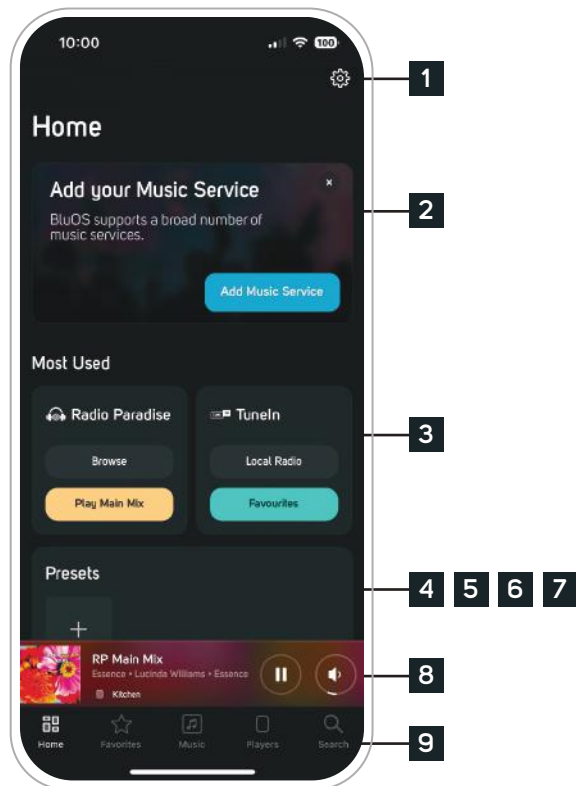 10:00
100
1
Home
Add your Music Service
BluOS supports a broad number of
music services.
2
Add Music Service
Most Used
Radio Paradise
TuneIn
3
Browse
Local Radio
Play Main Mix
Favourites
Presets
4 5 6 7
+
RP Main Mix
Essence • Lucinda Williams • Essence
8
Kitchen
Home
Favorites
Music
Players
Search
9